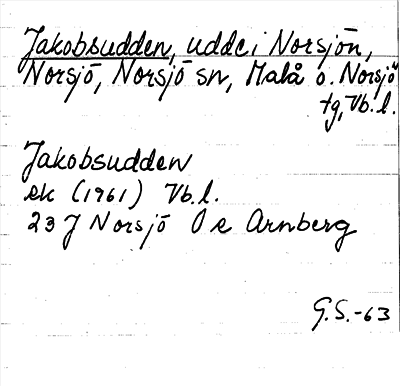 Jakobsudden, udde i Norsjön,
Norsjö, Norsjö sn, Malå o. Norsjö
tg, Vb.l.
Jakobsudden
ek (1961) Vb.l.
23 J Norsjö O e Arnberg
G.S.-63